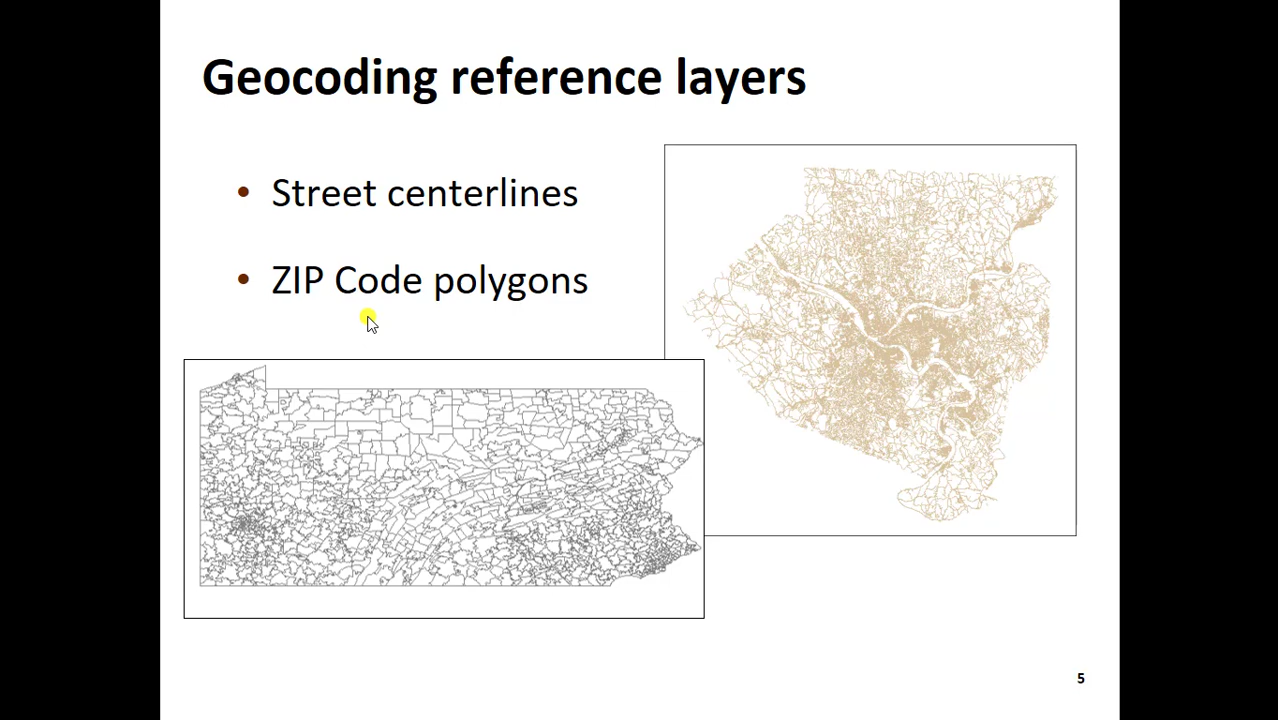 Geocoding reference layers
• Street centerlines
• ZIP Code polygons
5